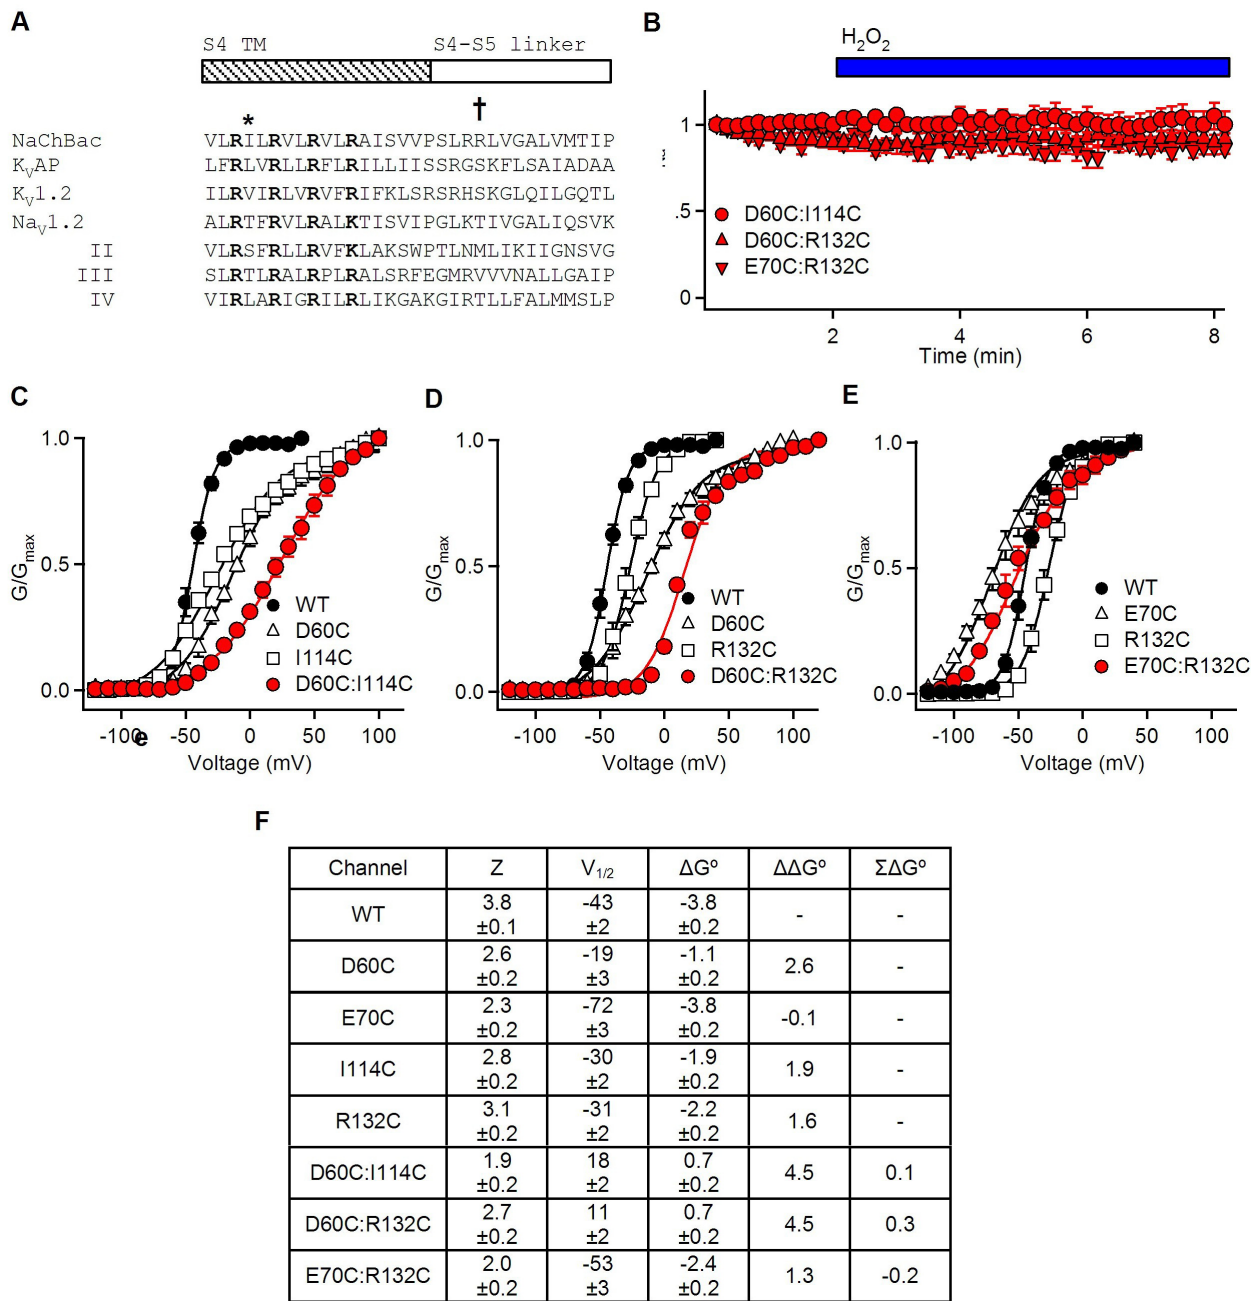 A
S4 TM
S4-S5 linker
*
†
NaChBac VLRILRVLRVLRAISVVPSLRRLVGALVMTIP
KVAP LFRLVRLLRFLRILLIISSRGSKFLSAIADAA
KV1.2 ILRVIRLVRVFRIFKLSRSRHSKGLQILGQTL
NaV1.2 ALRTFRVLRALKTISVIPGLKTIVGALIQSVK
II VLRSFRLLRVFKLAKSWPTLNMLIKIIGNSVG
III SLRTLRALRPLRALSRFEGMRVVVNALLGAIP
IV VIRLARIGRILRLIKGAKGIRTLLFALMMSLP
B
H2O2
1
.5
0
D60C:I114C
D60C:R132C
E70C:R132C
2 4 6 8
Time (min)
C
G/Gmax
1.0
0.5
0.0
WT
D60C
I114C
D60C:I114C
-100 -50 0 50 100
e
Voltage (mV)
D
G/Gmax
1.0
0.5
0.0
WT
D60C
R132C
D60C:R132C
-100 -50 0 50 100
Voltage (mV)
E
G/Gmax
1.0
0.5
0.0
WT
E70C
R132C
E70C:R132C
-100 -50 0 50 100
Voltage (mV)
F
Channel Z V1/2 ΔGº ΔΔGº ΣΔGº
WT 3.8 ±0.1 -43 ±2 -3.8 ±0.2 - -
D60C 2.6 ±0.2 -19 ±3 -1.1 ±0.2 2.6 -
E70C 2.3 ±0.2 -72 ±3 -3.8 ±0.2 -0.1 -
I114C 2.8 ±0.2 -30 ±2 -1.9 ±0.2 1.9 -
R132C 3.1 ±0.2 -31 ±2 -2.2 ±0.2 1.6 -
D60C:I114C 1.9 ±0.2 18 ±2 0.7 ±0.2 4.5 0.1
D60C:R132C 2.7 ±0.2 11 ±2 0.7 ±0.2 4.5 0.3
E70C:R132C 2.0 ±0.2 -53 ±3 -2.4 ±0.2 1.3 -0.2